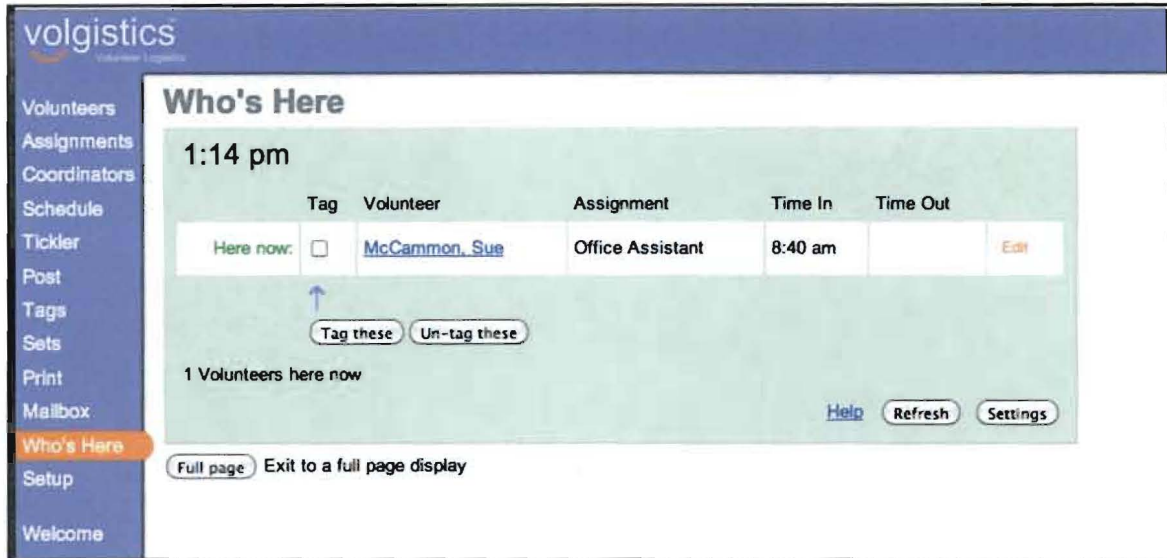 volgistics
Volunteer Logistics
Who's Here
Volunteers
Assignments
Coordinators
Schedule
Tickler
Post
Tags
Sets
Print
Mailbox
Who's Here
Setup
Welcome
1:14 pm
Tag Volunteer Assignment Time In Time Out
Here now: McCammon, Sue Office Assistant 8:40 am Edit
Tag these Un-tag these
1 Volunteers here now
Help Refresh Settings
Full page Exit to a full page display